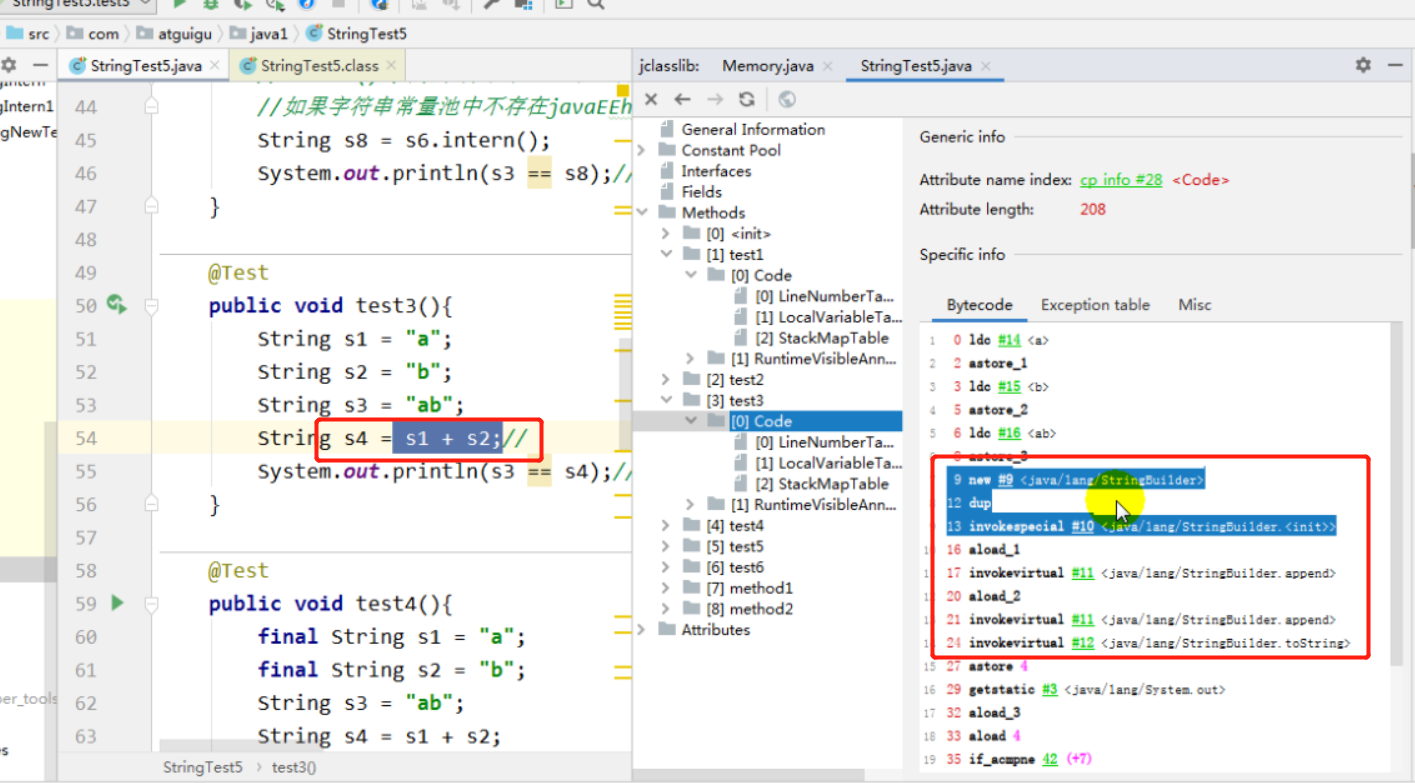 StringTest5.test3
src
com
atguigu
java1
StringTest5
StringTest5.java
StringTest5.class
jclasslib:
Memory.java
StringTest5.java
gIntern1
gNewTe
per_tools
44
//如果字符串常量池中不存在javaEEh
45 String s8 = s6.intern();
46 System.out.println(s3 == s8);//
47 }
48
49 @Test
50 public void test3(){
51 String s1 = "a";
52 String s2 = "b";
53 String s3 = "ab";
54 String s4 = s1 + s2;//
55 System.out.println(s3 == s4);//
56 }
57
58 @Test
59 public void test4(){
60 final String s1 = "a";
61 final String s2 = "b";
62 String s3 = "ab";
63 String s4 = s1 + s2;
StringTest5 › test3()
General Information
Constant Pool
Interfaces
Fields
Methods
[0] <init>
[1] test1
[0] Code
[0] LineNumberTa...
[1] LocalVariableTa...
[2] StackMapTable
[1] RuntimeVisibleAnn...
[2] test2
[3] test3
[0] Code
[0] LineNumberTa...
[1] LocalVariableTa...
[2] StackMapTable
[1] RuntimeVisibleAnn...
[4] test4
[5] test5
[6] test6
[7] method1
[8] method2
Attributes
Generic info
Attribute name index: cp info #28 <Code>
Attribute length: 208
Specific info
Bytecode Exception table Misc
1 0 ldc #14 <a>
2 2 astore_1
3 3 ldc #15 <b>
4 5 astore_2
5 6 ldc #16 <ab>
8 astore_3
9 new #9 <java/lang/StringBuilder>
12 dup
13 invokespecial #10 <java/lang/StringBuilder.<init>>
16 aload_1
17 invokevirtual #11 <java/lang/StringBuilder.append>
20 aload_2
21 invokevirtual #11 <java/lang/StringBuilder.append>
24 invokevirtual #12 <java/lang/StringBuilder.toString>
15 27 astore 4
16 29 getstatic #3 <java/lang/System.out>
17 32 aload_3
18 33 aload 4
19 35 if_acmpne 42 (+7)